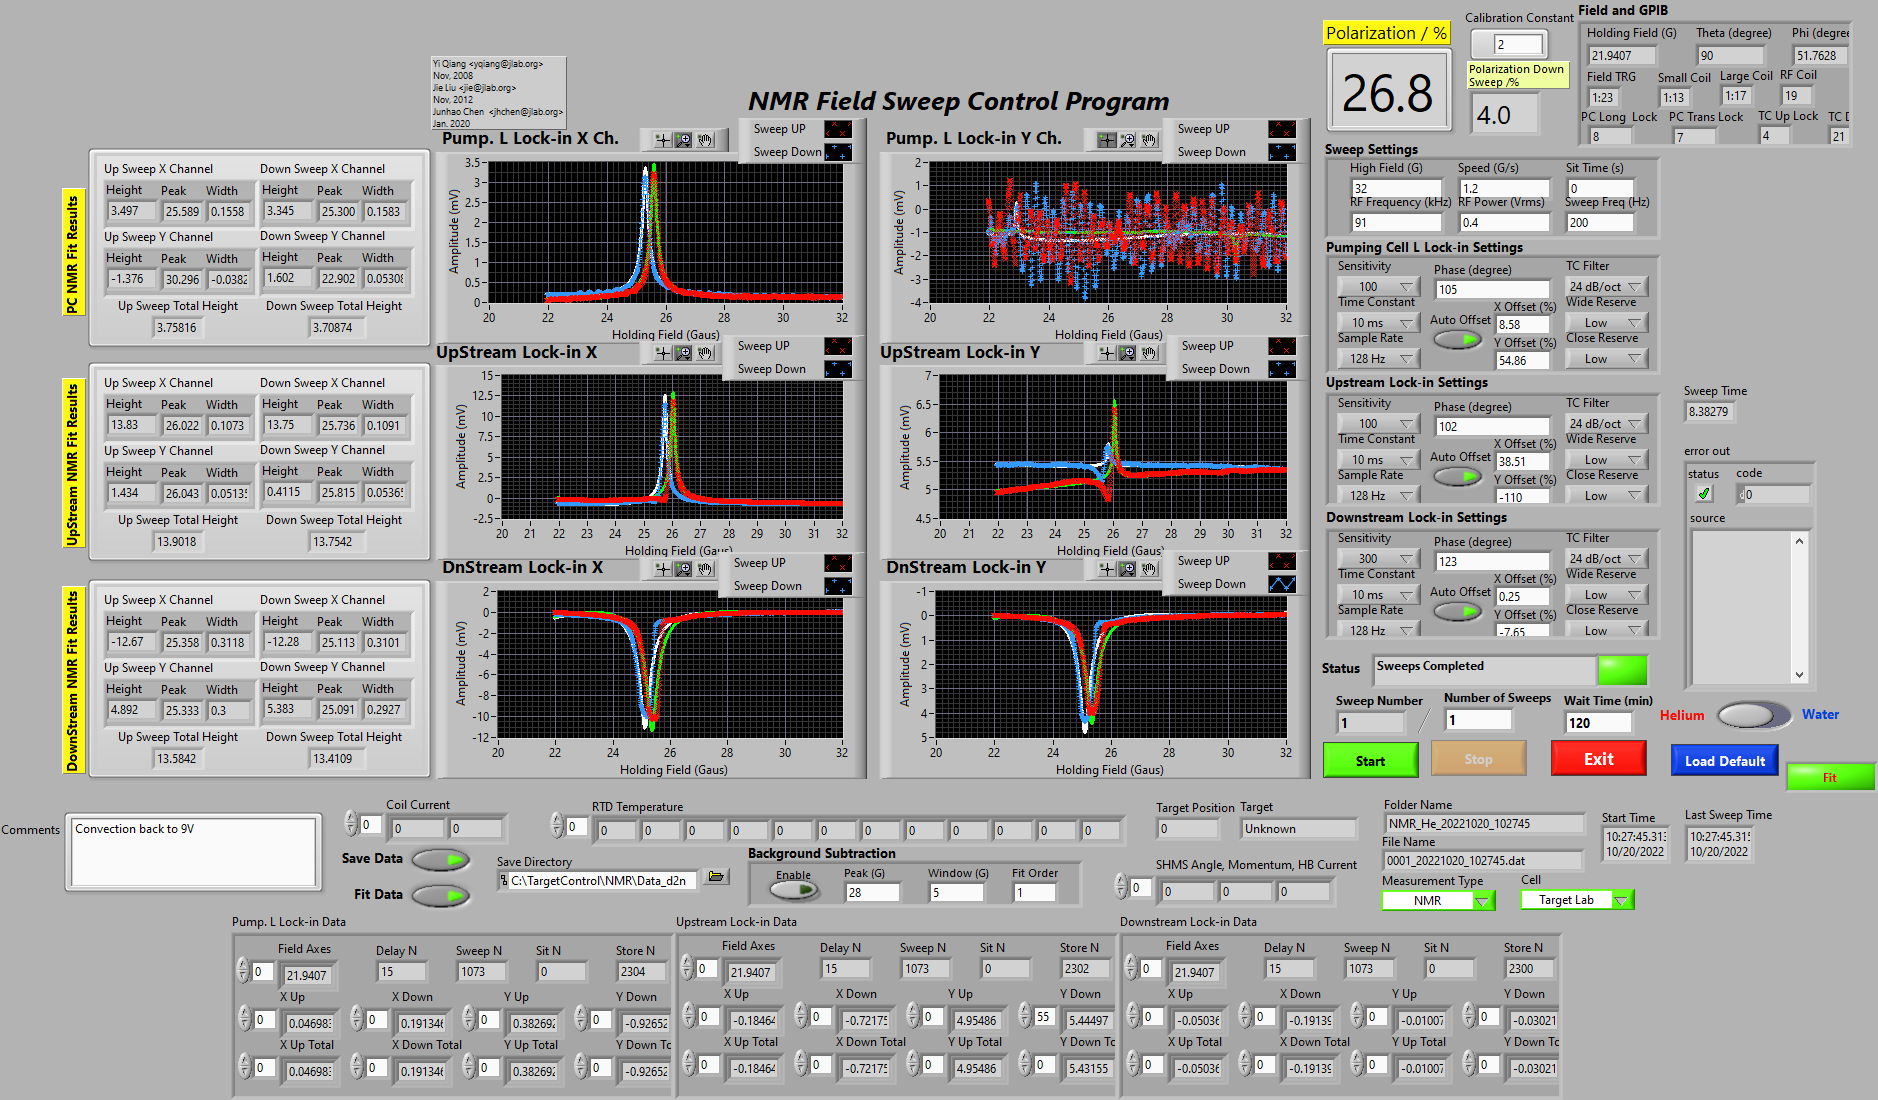 Yi Qiang <yqiang@jlab.org>
Nov, 2008
Jie Liu <jie@jlab.org>
Nov, 2012
Junhao Chen <jhchen@jlab.org>
Jan. 2020
NMR Field Sweep Control Program
Polarization / %
26.8
Calibration Constant
2
Polarization Down
Sweep /%
4.0
Field and GPIB
Holding Field (G) Theta (degree) Phi (degree
21.9407 90 51.7628
Field TRG Small Coil Large Coil RF Coil
1:23 1:13 1:17 19
PC Long Lock PC Trans Lock TC Up Lock TC D
8 7 4 21
PC NMR Fit Results
Up Sweep X Channel Down Sweep X Channel
Height Peak Width Height Peak Width
3.497 25.589 0.1558 3.345 25.300 0.1583
Up Sweep Y Channel Down Sweep Y Channel
Height Peak Width Height Peak Width
-1.376 30.296 -0.0382 1.602 22.902 0.05308
Up Sweep Total Height Down Sweep Total Height
3.75816 3.70874
Pump. L Lock-in X Ch.
Sweep UP
Sweep Down
Amplitude (mV)
3.5
3
2.5
2
1.5
1
0.5
0
20 22 24 26 28 30 32
Holding Field (Gaus)
Pump. L Lock-in Y Ch.
Sweep UP
Sweep Down
Amplitude (mV)
2
1
0
-1
-2
-3
-4
20 22 24 26 28 30 32
Holding Field (Gaus)
UpStream NMR Fit Results
Up Sweep X Channel Down Sweep X Channel
Height Peak Width Height Peak Width
13.83 26.022 0.1073 13.75 25.736 0.1091
Up Sweep Y Channel Down Sweep Y Channel
Height Peak Width Height Peak Width
1.434 26.043 0.0513 0.4115 25.815 0.0536
Up Sweep Total Height Down Sweep Total Height
13.9018 13.7542
UpStream Lock-in X
Sweep UP
Sweep Down
Amplitude (mV)
15
12.5
10
7.5
5
2.5
0
-2.5
20 21 22 23 24 25 26 27 28 29 30 32
Holding Field (Gaus)
UpStream Lock-in Y
Sweep UP
Sweep Down
Amplitude (mV)
7
6.5
6
5.5
5
4.5
20 21 22 23 24 25 26 27 28 29 30 32
Holding Field (Gaus)
DownStream NMR Fit Results
Up Sweep X Channel Down Sweep X Channel
Height Peak Width Height Peak Width
-12.67 25.358 0.3118 -12.28 25.113 0.3101
Up Sweep Y Channel Down Sweep Y Channel
Height Peak Width Height Peak Width
4.892 25.333 0.3 5.383 25.091 0.2927
Up Sweep Total Height Down Sweep Total Height
13.5842 13.4109
DnStream Lock-in X
Sweep UP
Sweep Down
Amplitude (mV)
2
0
-2
-4
-6
-8
-10
-12
20 22 24 26 28 30 32
Holding Field (Gaus)
DnStream Lock-in Y
Sweep UP
Sweep Down
Amplitude (mV)
-1
0
1
2
3
4
5
20 22 24 26 28 30 32
Holding Field (Gaus)
Sweep Settings
High Field (G) Speed (G/s) Sit Time (s)
32 1.2 0
RF Frequency (kHz) RF Power (Vrms) Sweep Freq (Hz)
91 0.4 200
Pumping Cell L Lock-in Settings
Sensitivity Phase (degree) TC Filter
100 105 24 dB/oct
Time Constant X Offset (%) Wide Reserve
10 ms Auto Offset 8.58 Low
Sample Rate Y Offset (%) Close Reserve
128 Hz 54.86 Low
Upstream Lock-in Settings
Sensitivity Phase (degree) TC Filter
100 102 24 dB/oct
Time Constant X Offset (%) Wide Reserve
10 ms Auto Offset 38.51 Low
Sample Rate Y Offset (%) Close Reserve
128 Hz -110 Low
Downstream Lock-in Settings
Sensitivity Phase (degree) TC Filter
300 123 24 dB/oct
Time Constant X Offset (%) Wide Reserve
10 ms Auto Offset 0.25 Low
Sample Rate Y Offset (%) Close Reserve
128 Hz -7.65 Low
Sweep Time
8.38279
error out
status code
0
source
Status Sweeps Completed
Sweep Number Number of Sweeps Wait Time (min)
1 / 1 120
Helium Water
Start Stop Exit Load Default Fit
Comments
Convection back to 9V
Coil Current
0 0 0
Save Data
Fit Data
RTD Temperature
0 0 0 0 0 0 0 0 0 0 0 0 0
Save Directory
C:\TargetControl\NMR\Data_d2n
Background Subtraction
Enable Peak (G) Window (G) Fit Order
28 5 1
Target Position Target
0 Unknown
SHMS Angle, Momentum, HB Current
0 0 0 0
Folder Name
NMR_He_20221020_102745
File Name
0001_20221020_102745.dat
Measurement Type Cell
NMR Target Lab
Start Time
10:27:45.31
10/20/2022
Last Sweep Time
10:27:45.31
10/20/2022
Pump. L Lock-in Data
Field Axes Delay N Sweep N Sit N Store N
0 21.9407 15 1073 0 2304
X Up X Down Y Up Y Down
0 0.04698 0 0.191346 0 0.382692 0 -0.92652
X Up Total X Down Total Y Up Total Y Down To
0 0.04698 0 0.191346 0 0.382692 0 -0.92652
Upstream Lock-in Data
Field Axes Delay N Sweep N Sit N Store N
0 21.9407 15 1073 0 2302
X Up X Down Y Up Y Down
0 -0.18464 0 -0.72175 0 4.95486 55 5.44497
X Up Total X Down Total Y Up Total Y Down To
0 -0.18464 0 -0.72175 0 4.95486 0 5.43155
Downstream Lock-in Data
Field Axes Delay N Sweep N Sit N Store N
0 21.9407 15 1073 0 2300
X Up X Down Y Up Y Down
0 -0.05036 0 -0.19139 0 -0.01007 0 -0.03021
X Up Total X Down Total Y Up Total Y Down To
0 -0.05036 0 -0.19139 0 -0.01007 0 -0.03021